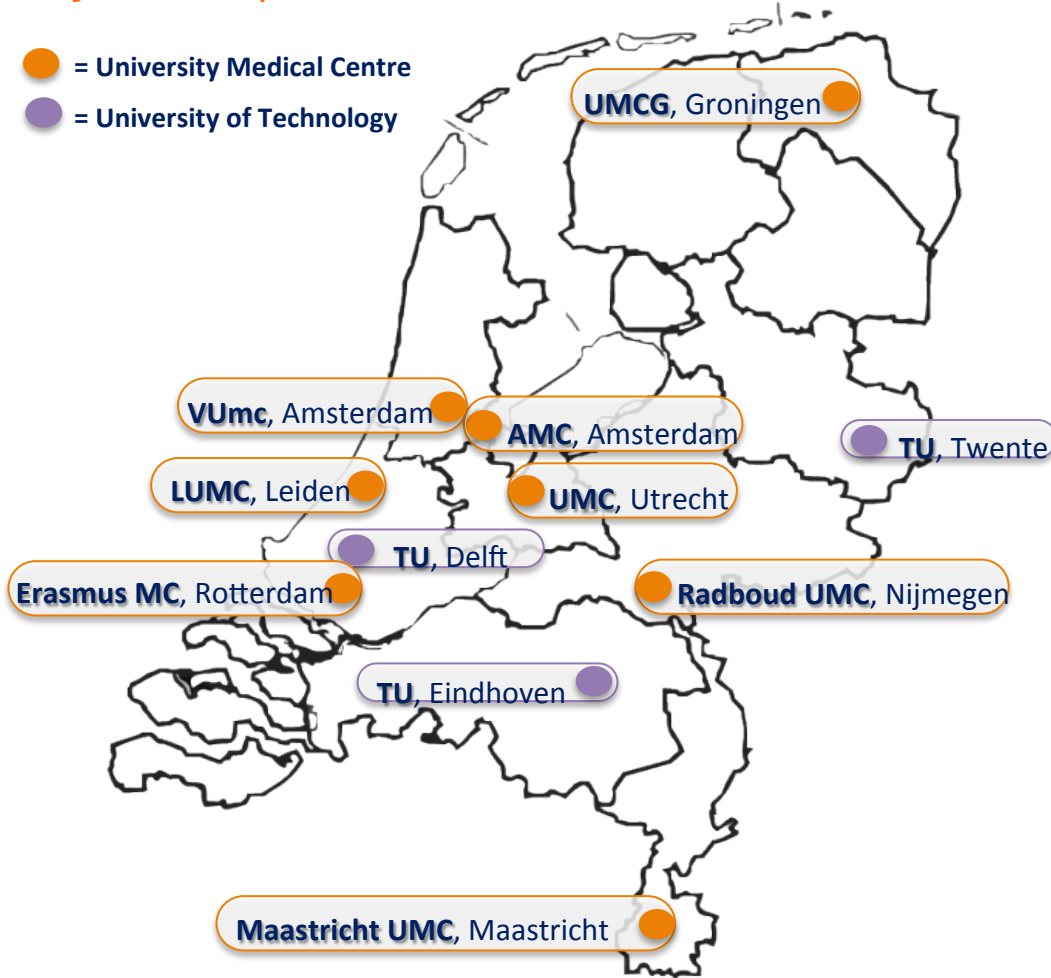 = University Medical Centre
= University of Technology
UMCG, Groningen
VUmc, Amsterdam
AMC, Amsterdam
TU, Twente
LUMC, Leiden
UMC, Utrecht
TU, Delft
Erasmus MC, Rotterdam
Radboud UMC, Nijmegen
TU, Eindhoven
Maastricht UMC, Maastricht